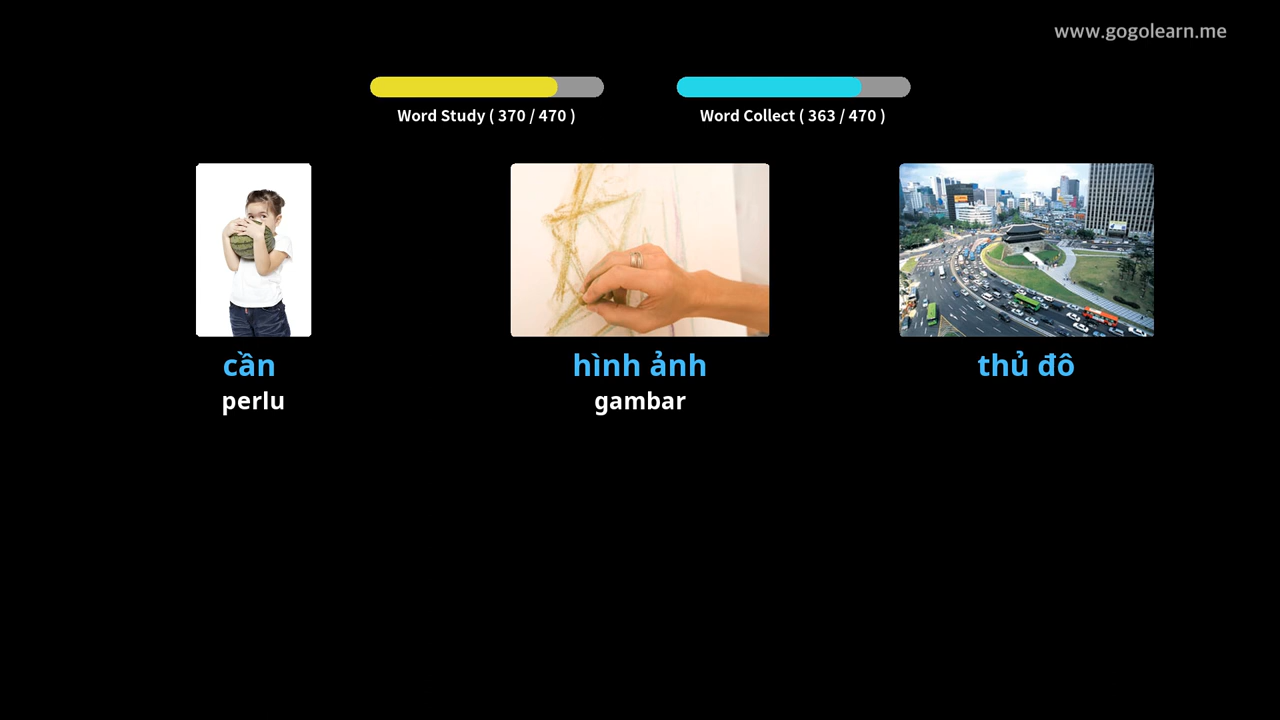 www.gogolearn.me
Word Study ( 370 / 470 )
Word Collect ( 363 / 470 )
cần
hình ảnh
thủ đô
perlu
gambar